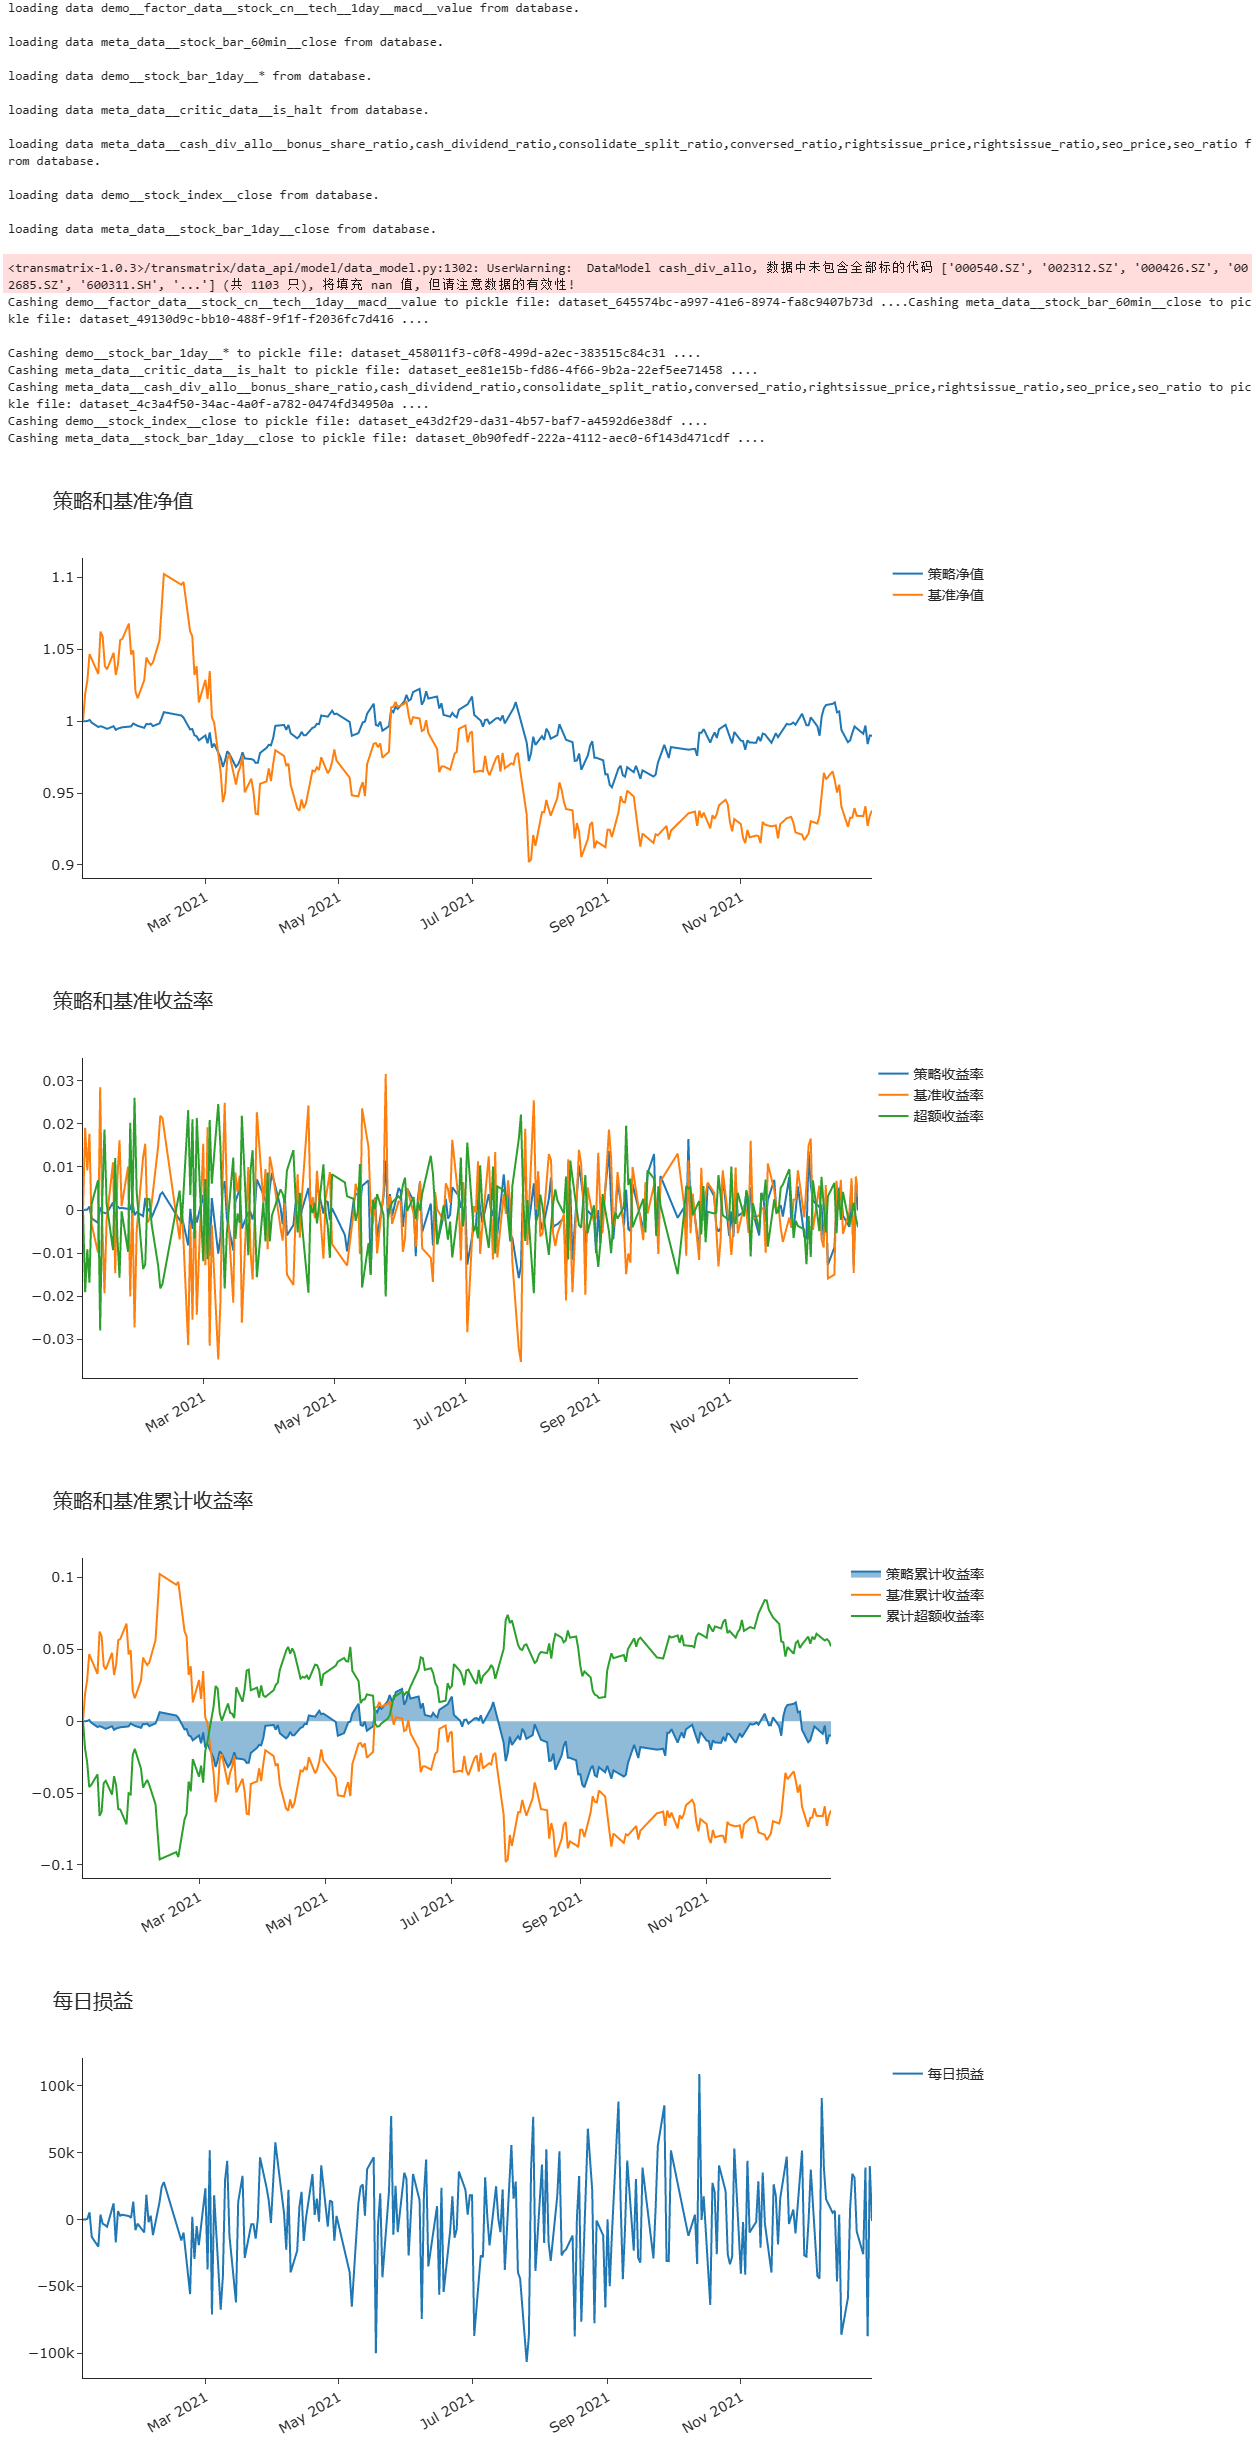 loading data demo__factor_data__stock_cn__tech__1day__macd__value from database.
loading data meta_data__stock_bar_60min__close from database.
loading data demo__stock_bar_1day__* from database.
loading data meta_data__critic_data__is_halt from database.
loading data meta_data__cash_div_allo__bonus_share_ratio,cash_dividend_ratio,consolidate_split_ratio,conversed_ratio,rightsissue_price,rightsissue_ratio,seo_price,seo_ratio f
rom database.
loading data demo__stock_index__close from database.
loading data meta_data__stock_bar_1day__close from database.
<transmatrix-1.0.3>/transmatrix/data_api/model/data_model.py:1302: UserWarning:  DataModel cash_div_allo, 数据中未包含全部标的代码 ['000540.SZ', '002312.SZ', '000426.SZ', '00
2685.SZ', '600311.SH', '...'] (共 1103 只), 将填充 nan 值, 但请注意数据的有效性!
Cashing demo__factor_data__stock_cn__tech__1day__macd__value to pickle file: dataset_645574bc-a997-41e6-8974-fa8c9407b73d ....Cashing meta_data__stock_bar_60min__close to pic
kle file: dataset_49130d9c-bb10-488f-9f1f-f2036fc7d416 ....
Cashing demo__stock_bar_1day__* to pickle file: dataset_458011f3-c0f8-499d-a2ec-383515c84c31 ....
Cashing meta_data__critic_data__is_halt to pickle file: dataset_ee81e15b-fd86-4f66-9b2a-22ef5ee71458 ....
Cashing meta_data__cash_div_allo__bonus_share_ratio,cash_dividend_ratio,consolidate_split_ratio,conversed_ratio,rightsissue_price,rightsissue_ratio,seo_price,seo_ratio to pic
kle file: dataset_4c3a4f50-34ac-4a0f-a782-0474fd34950a ....
Cashing demo__stock_index__close to pickle file: dataset_e43d2f29-da31-4b57-baf7-a4592d6e38df ....
Cashing meta_data__stock_bar_1day__close to pickle file: dataset_0b90fedf-222a-4112-aec0-6f143d471cdf ....
策略和基准净值
策略净值
基准净值
1.1
1.05
1
0.95
0.9
Mar 2021
May 2021
Jul 2021
Sep 2021
Nov 2021
策略和基准收益率
策略收益率
基准收益率
超额收益率
0.03
0.02
0.01
0
−0.01
−0.02
−0.03
Mar 2021
May 2021
Jul 2021
Sep 2021
Nov 2021
策略和基准累计收益率
策略累计收益率
基准累计收益率
累计超额收益率
0.1
0.05
0
−0.05
−0.1
Mar 2021
May 2021
Jul 2021
Sep 2021
Nov 2021
每日损益
每日损益
100k
50k
0
−50k
−100k
Mar 2021
May 2021
Jul 2021
Sep 2021
Nov 2021